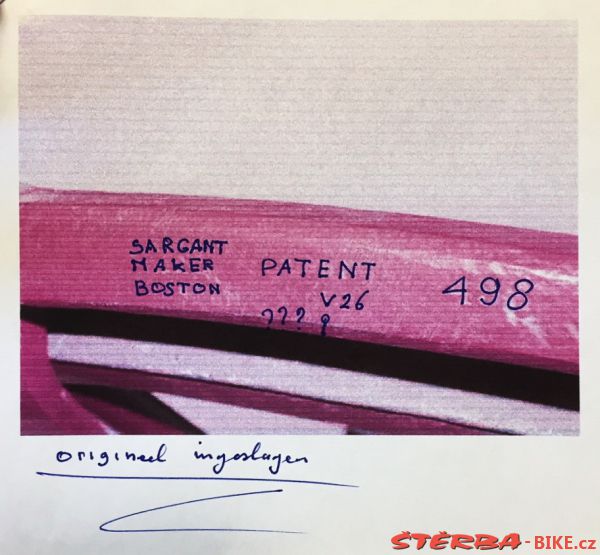 SARGANT
MAKER
BOSTON
PATENT
V26
???
498
origineel ingeslagen
ŠTĚRBA-BIKE.cz